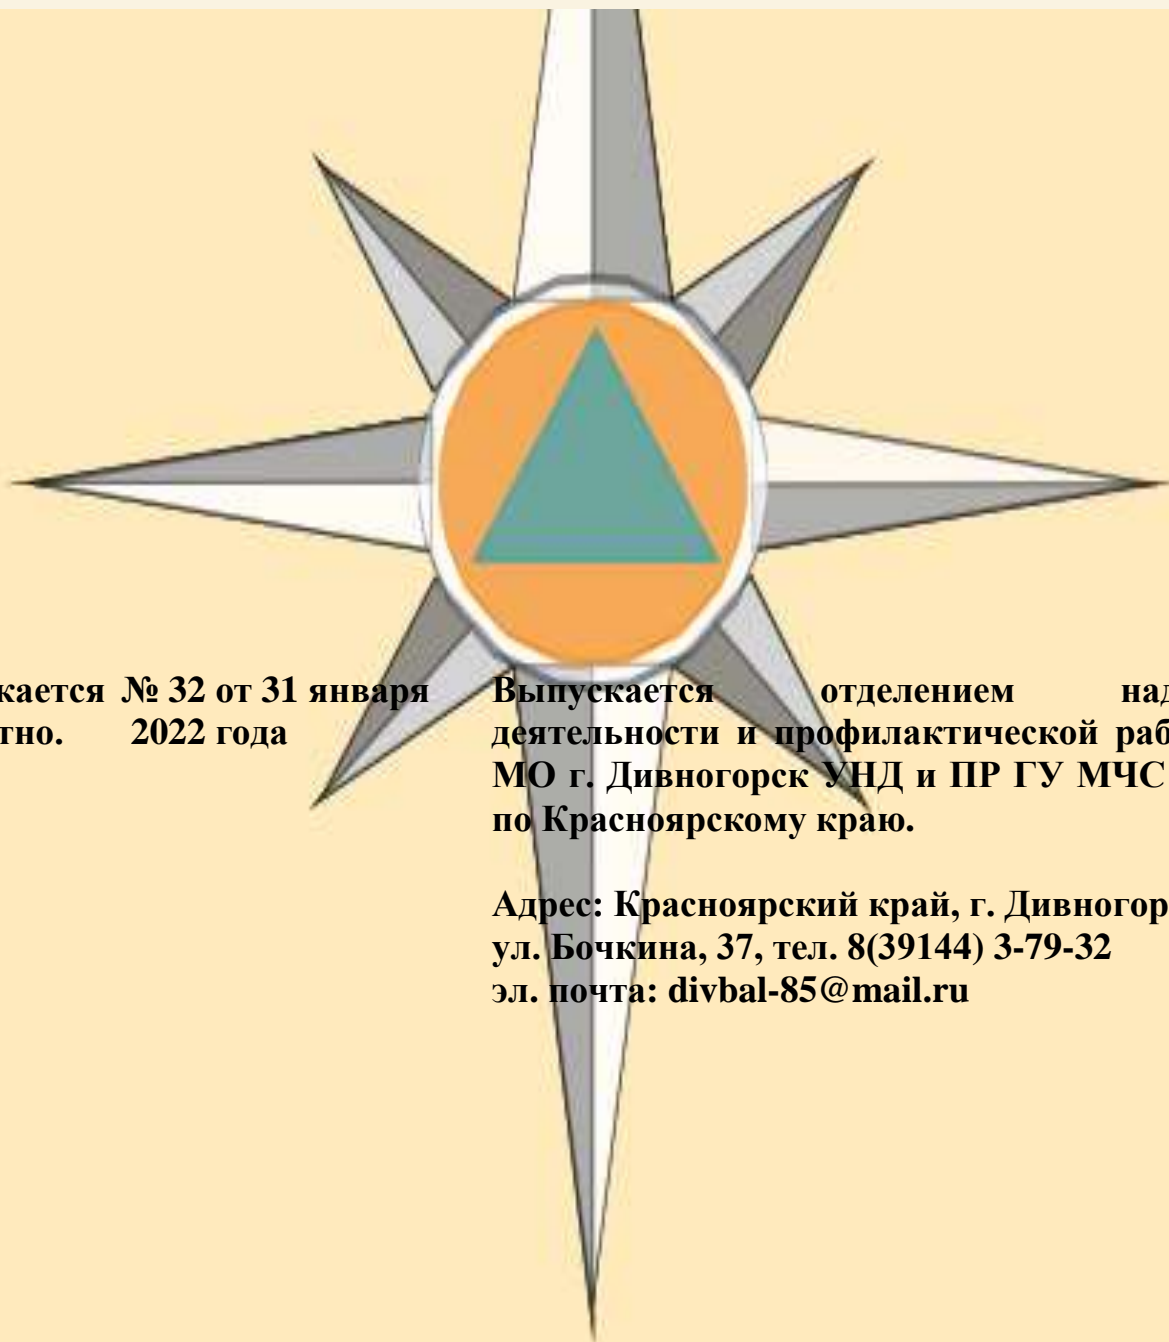 кается № 32 от 31 января
тно. 2022 года
Выпускается отделением над
деятельности и профилактической раб
МО г. Дивногорск УНД и ПР ГУ МЧС
по Красноярскому краю.
Адрес: Красноярский край, г. Дивногор
ул. Бочкина, 37, тел. 8(39144) 3-79-32
эл. почта: divbal-85@mail.ru